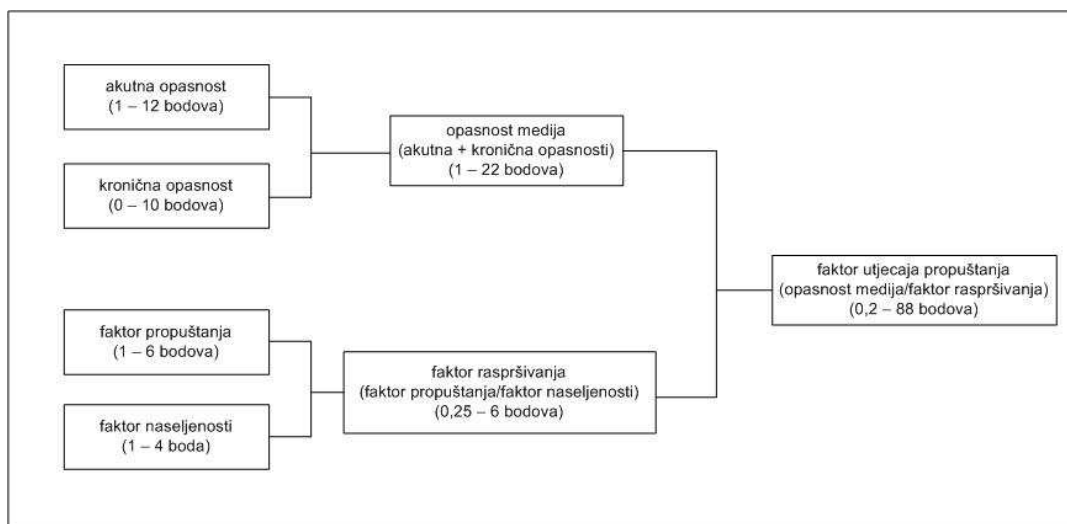 akutna opasnost
(1 – 12 bodova)
kronična opasnost
(0 – 10 bodova)
opasnost medija
(akutna + kronična opasnosti)
(1 – 22 bodova)
faktor propuštanja
(1 – 6 bodova)
faktor naseljenosti
(1 – 4 boda)
faktor raspršivanja
(faktor propuštanja/faktor naseljenosti)
(0,25 – 6 bodova)
faktor utjecaja propuštanja
(opasnost medija/faktor raspršivanja)
(0,2 – 88 bodova)